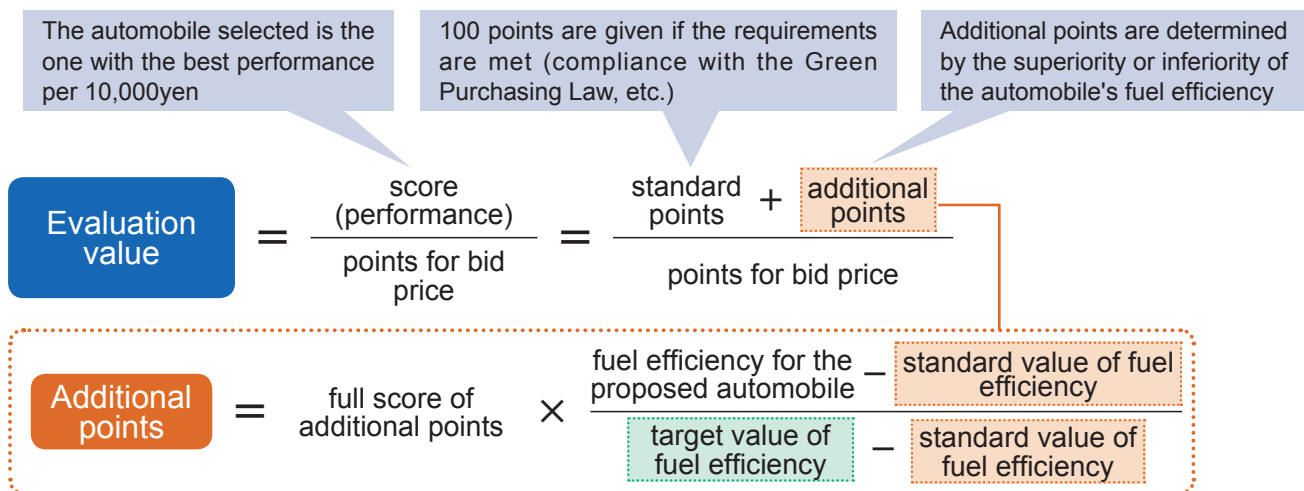 The automobile selected is the
one with the best performance
per 10,000yen
100 points are given if the requirements
are met (compliance with the Green
Purchasing Law, etc.)
Additional points are determined
by the superiority or inferiority of
the automobile's fuel efficiency
Evaluation
value
=
score
(performance)
points for bid
price
=
standard
points
+
additional
points
points for bid price
Additional
points
=
full score of
additional points
×
fuel efficiency for the
proposed automobile
−
standard value of fuel
efficiency
target value of
fuel efficiency
−
standard value of
fuel efficiency